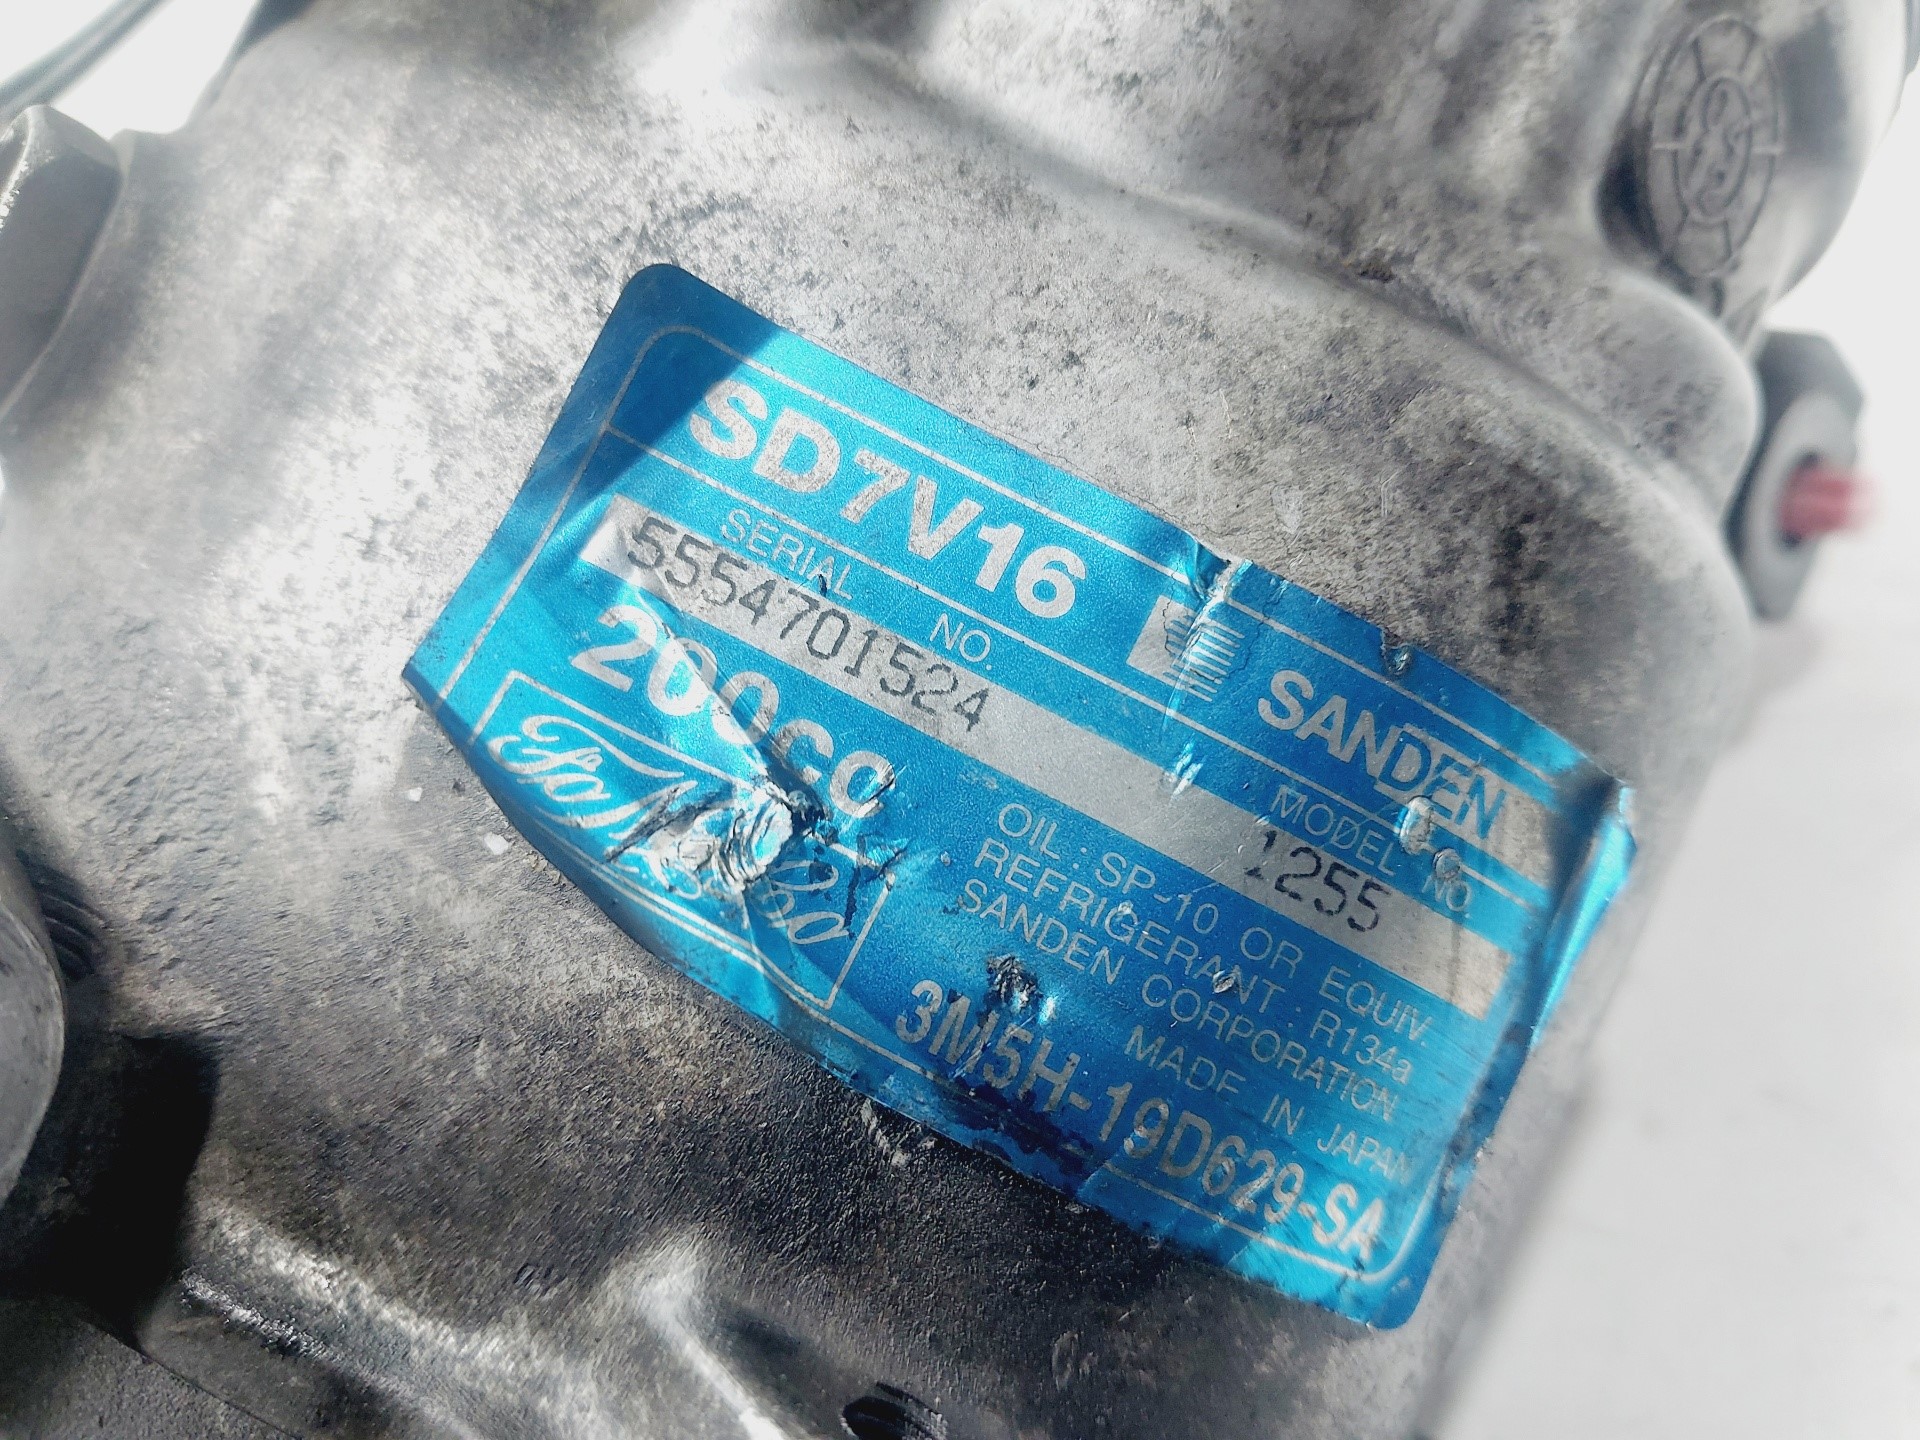 SD7V16 SANDEN
SERIAL NO. MODEL NO.
5554701524 1255
200cc
OIL : SP-10 OR EQUIV.
REFRIGERANT : R134a
SANDEN CORPORATION
MADE IN JAPAN
FoMoCo
3M5H-19D629-SA